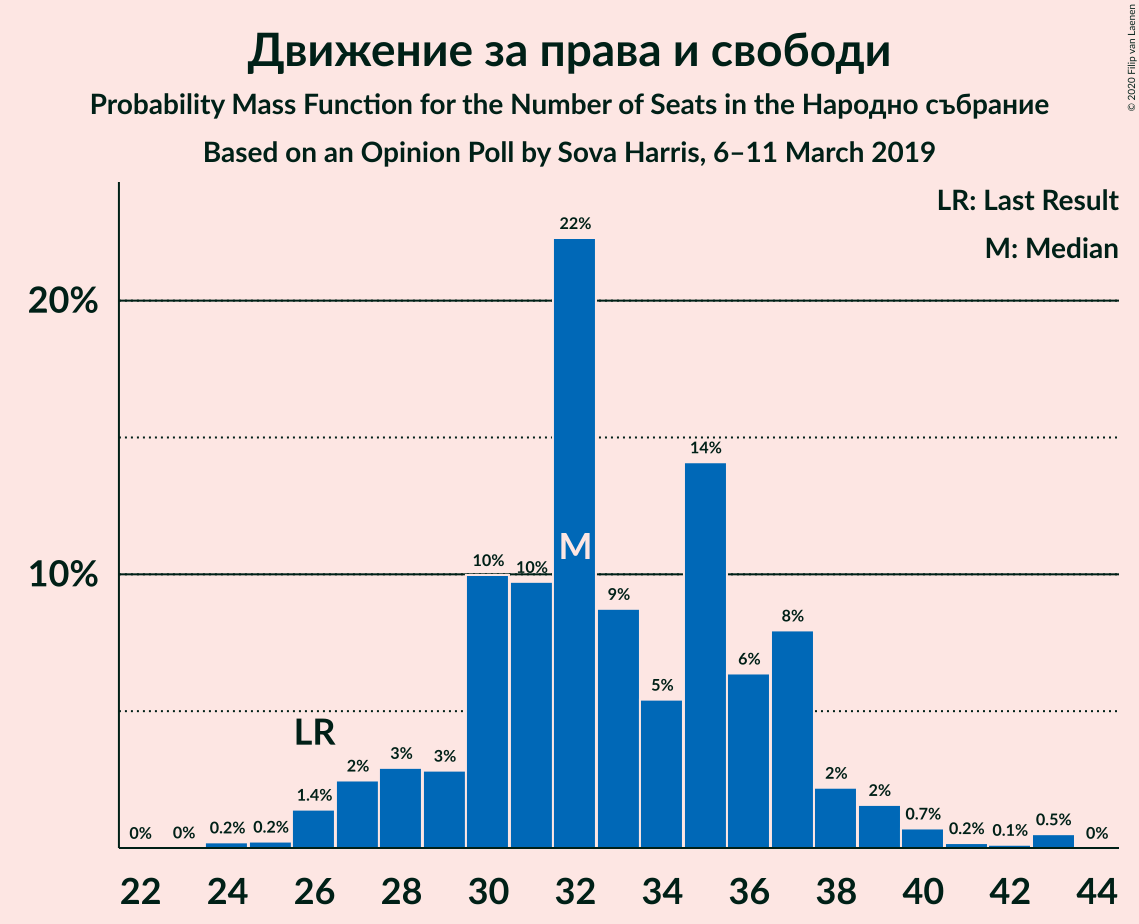 Движение за права и свободи
Probability Mass Function for the Number of Seats in the Народно събрание
Based on an Opinion Poll by Sova Harris, 6–11 March 2019
© 2020 Filip van Laenen
LR: Last Result
M: Median
20%
10%
0%
0%
0.2%
0.2%
1.4%
2%
3%
3%
10%
10%
22%
9%
5%
14%
6%
8%
2%
2%
0.7%
0.2%
0.1%
0.5%
0%
LR
M
22 24 26 28 30 32 34 36 38 40 42 44